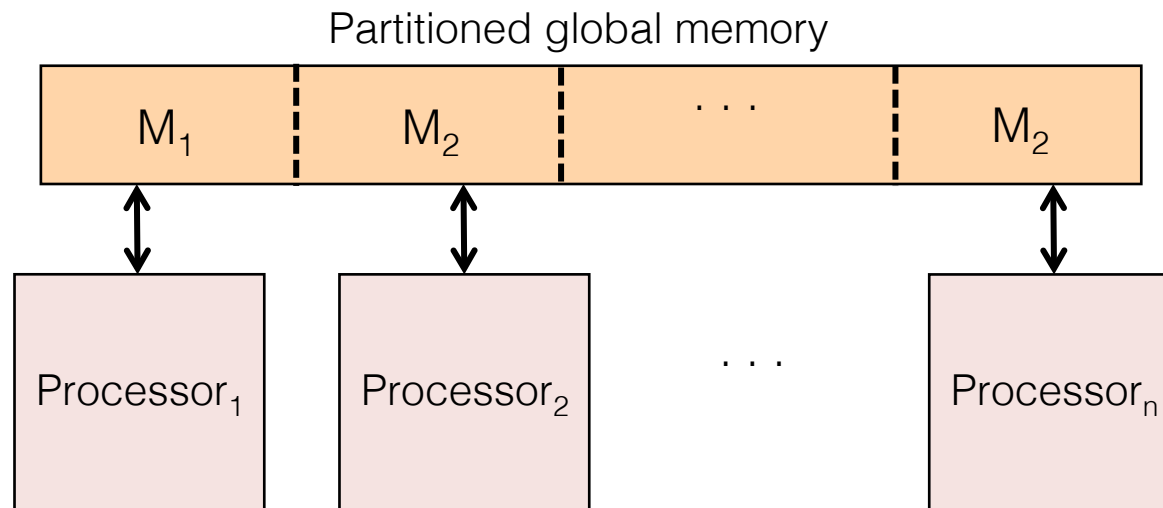 Partitioned global memory
M₁ M₂ . . . M₂
Processor₁ Processor₂ . . . Processorₙ